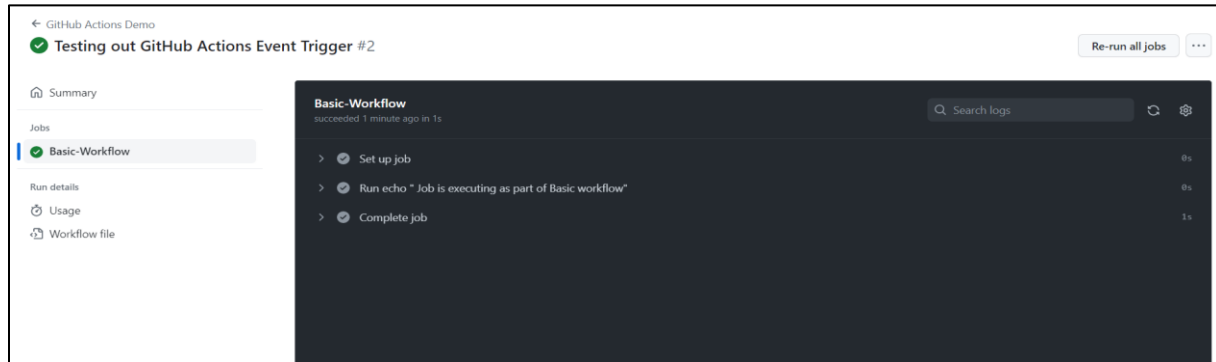 ← GitHub Actions Demo
Testing out GitHub Actions Event Trigger #2
Re-run all jobs
...
Summary
Jobs
Basic-Workflow
Run details
Usage
Workflow file
Basic-Workflow
succeeded 1 minute ago in 1s
Search logs
Set up job 0s
Run echo " Job is executing as part of Basic workflow" 0s
Complete job 1s